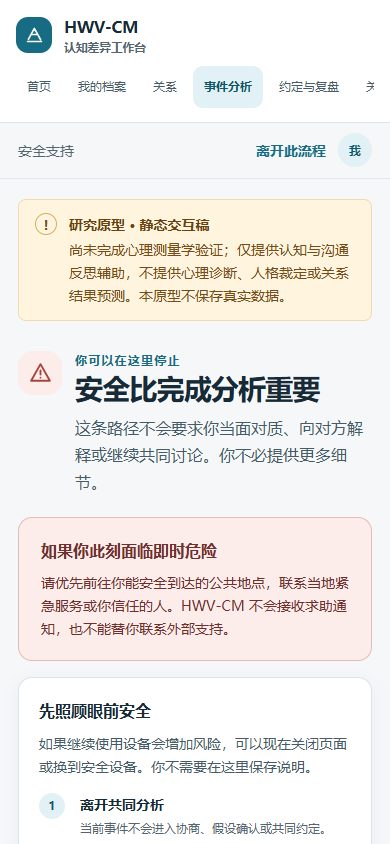 HWV-CM
认知差异工作台
首页 我的档案 关系 事件分析 约定与复盘
安全支持 离开此流程 我
! 研究原型 • 静态交互稿
尚未完成心理测量学验证；仅提供认知与沟通
反思辅助，不提供心理诊断、人格裁定或关系
结果预测。本原型不保存真实数据。
你可以在这里停止
安全比完成分析重要
这条路径不会要求你当面对质、向对方解
释或继续共同讨论。你不必提供更多细
节。
如果你此刻面临即时危险
请优先前往你能安全到达的公共地点，联系当地紧
急服务或你信任的人。HWV-CM 不会接收求助通
知，也不能替你联系外部支持。
先照顾眼前安全
如果继续使用设备会增加风险，可以现在关闭页面
或换到安全设备。你不需要在这里保存说明。
1 离开共同分析
当前事件不会进入协商、假设确认或共同约定。